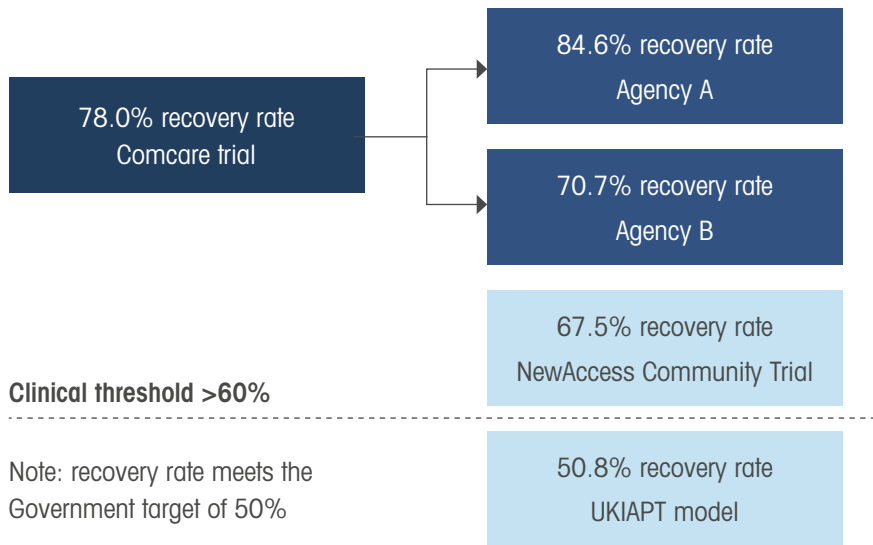 78.0% recovery rate
Comcare trial
84.6% recovery rate
Agency A
70.7% recovery rate
Agency B
67.5% recovery rate
NewAccess Community Trial
Clinical threshold >60%
Note: recovery rate meets the
Government target of 50%
50.8% recovery rate
UKIAPT model